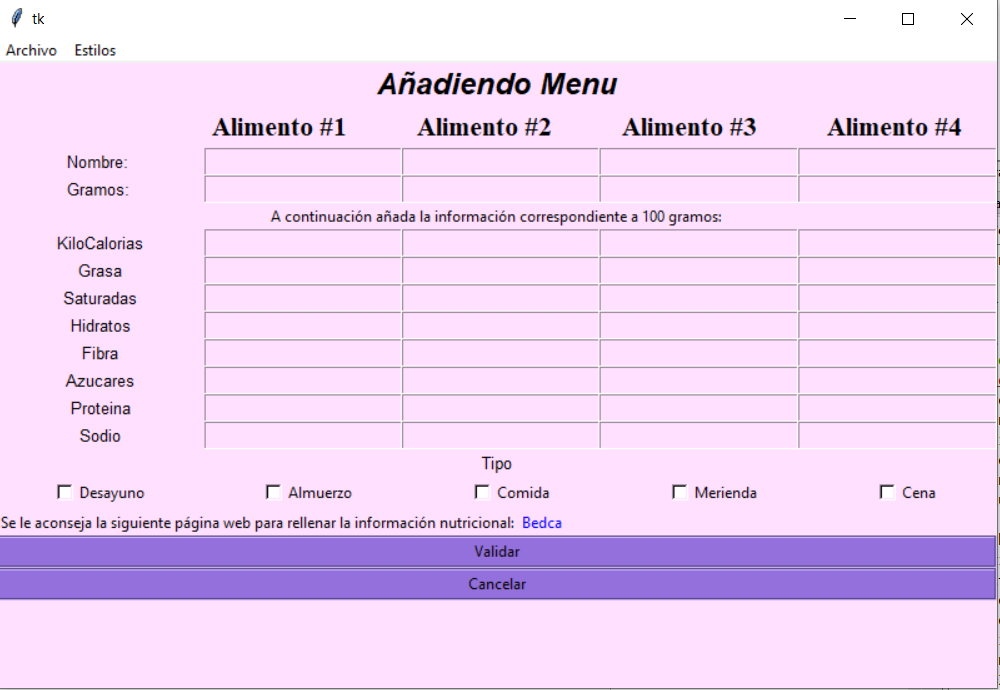 tk
Archivo Estilos
Añadiendo Menu
Alimento #1 Alimento #2 Alimento #3 Alimento #4
Nombre:
Gramos:
A continuación añada la información correspondiente a 100 gramos:
KiloCalorias
Grasa
Saturadas
Hidratos
Fibra
Azucares
Proteina
Sodio
Tipo
Desayuno Almuerzo Comida Merienda Cena
Se le aconseja la siguiente página web para rellenar la información nutricional: Bedca
Validar
Cancelar